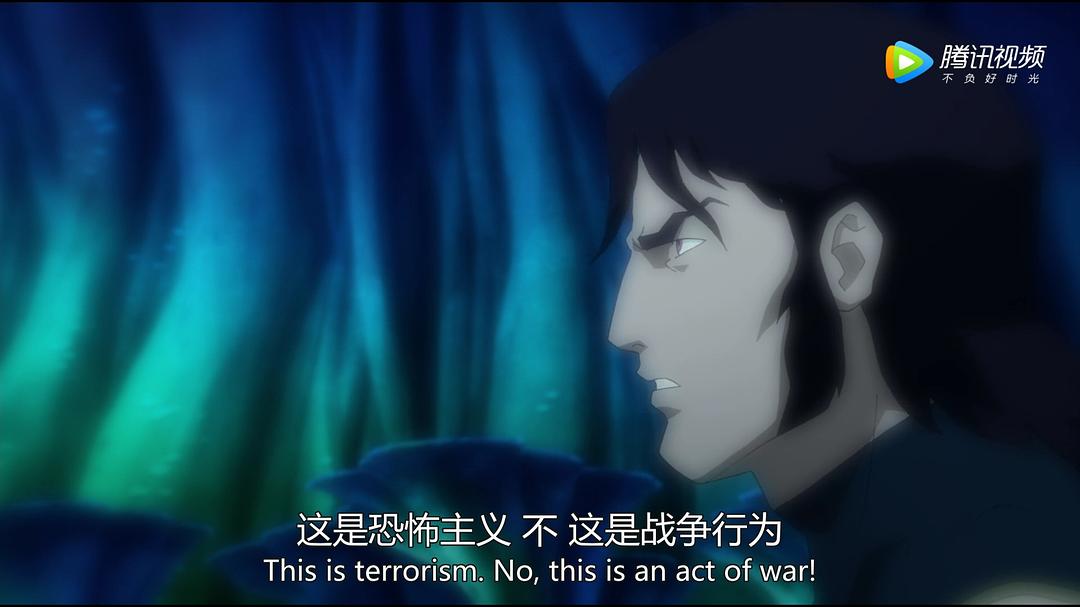 腾讯视频
不负好时光
这是恐怖主义 不 这是战争行为
This is terrorism. No, this is an act of war!